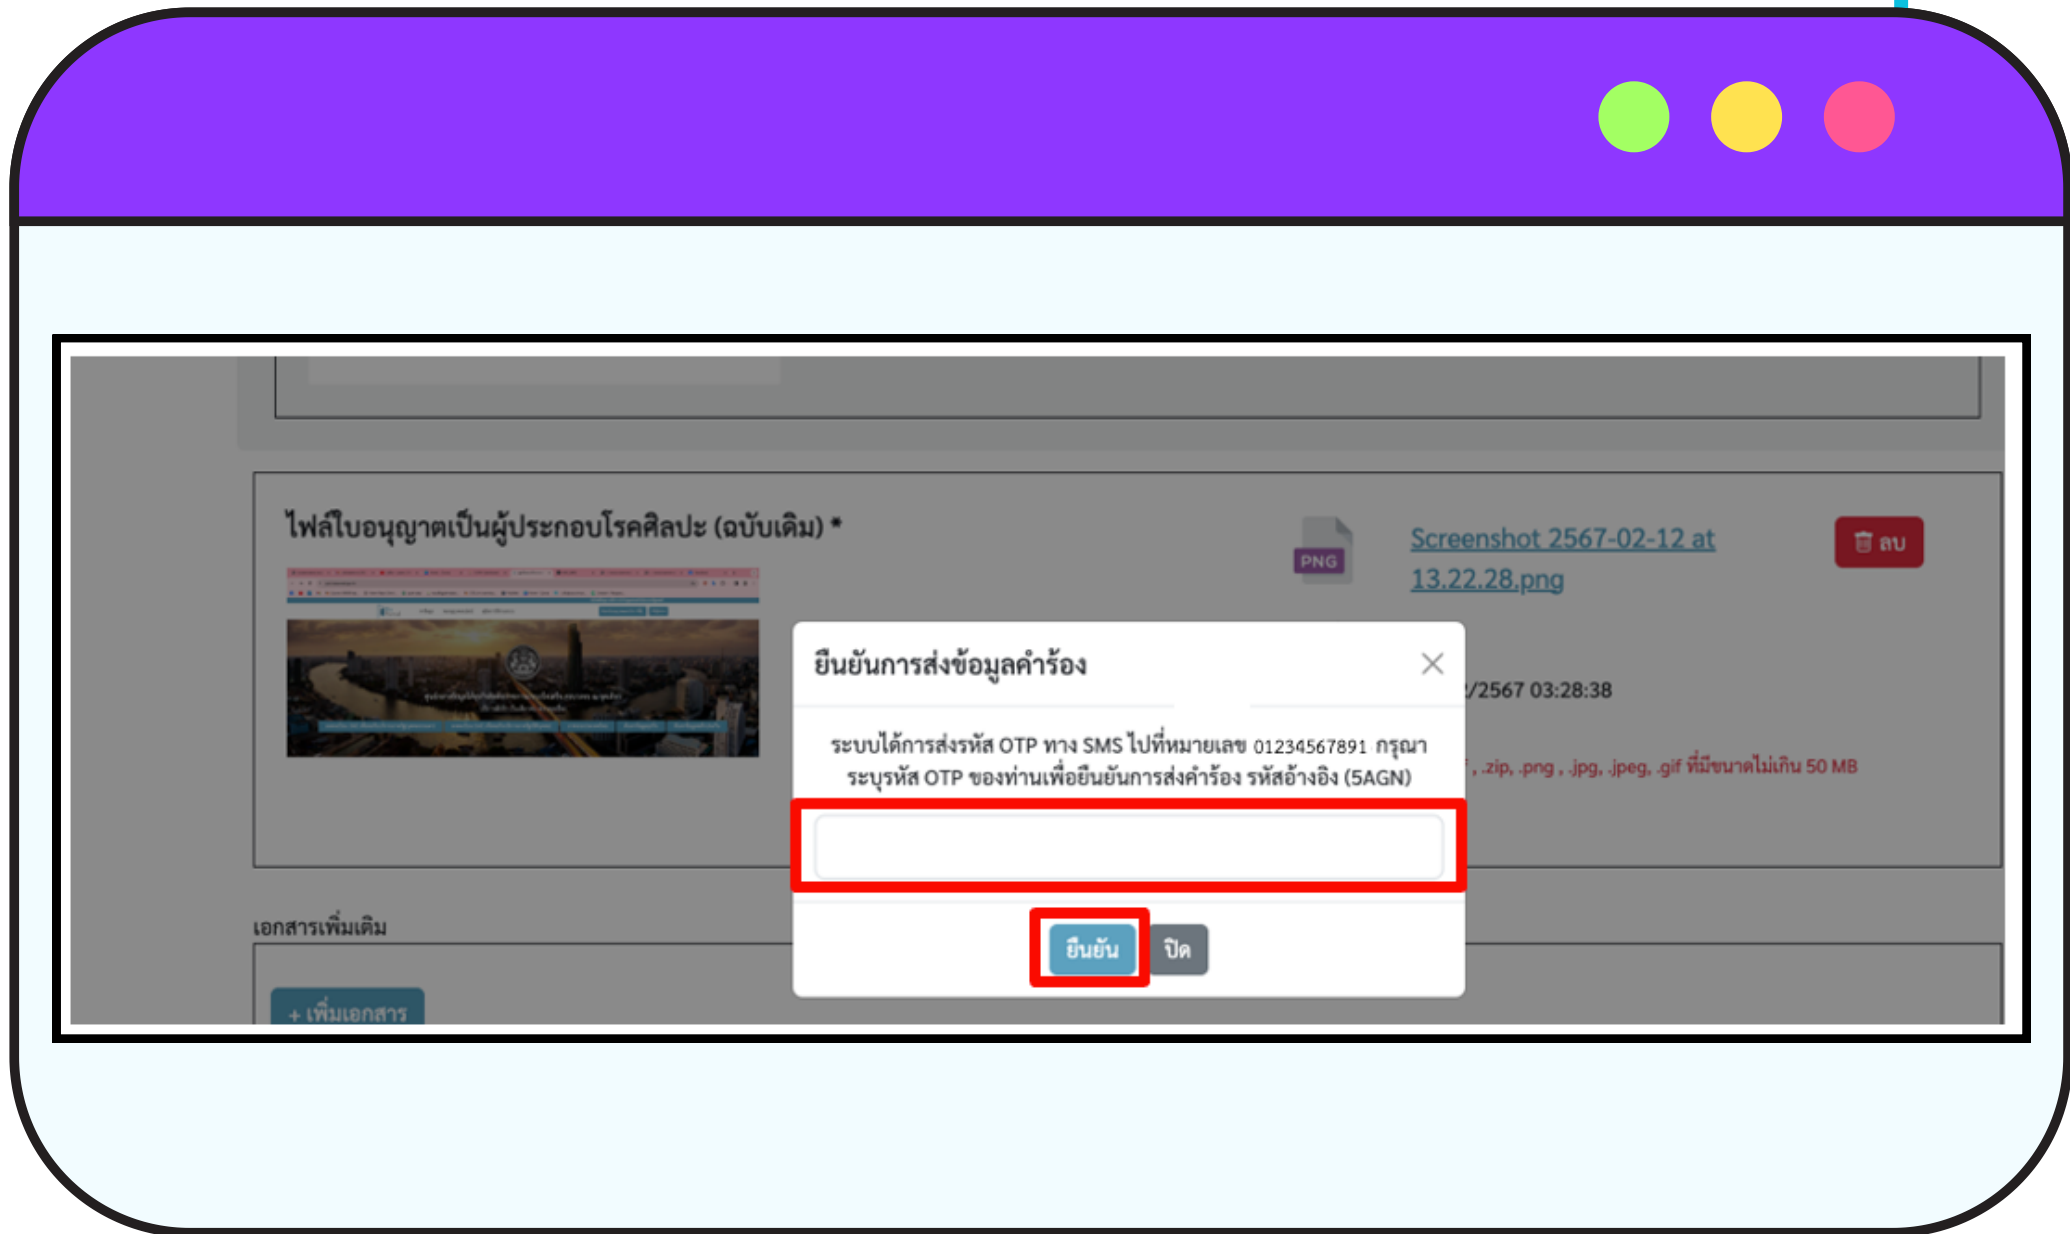 ไฟล์ใบอนุญาตเป็นผู้ประกอบโรคศิลปะ (ฉบับเดิม) *
PNG
Screenshot 2567-02-12 at
13.22.28.png
ลบ
ยืนยันการส่งข้อมูลคำร้อง
/2567 03:28:38
ระบบได้การส่งรหัส OTP ทาง SMS ไปที่หมายเลข 01234567891 กรุณา
ระบุรหัส OTP ของท่านเพื่อยืนยันการส่งคำร้อง รหัสอ้างอิง (5AGN)
, .zip, .png , .jpg, .jpeg, .gif ที่มีขนาดไม่เกิน 50 MB
เอกสารเพิ่มเติม
ยืนยัน
ปิด
+ เพิ่มเอกสาร